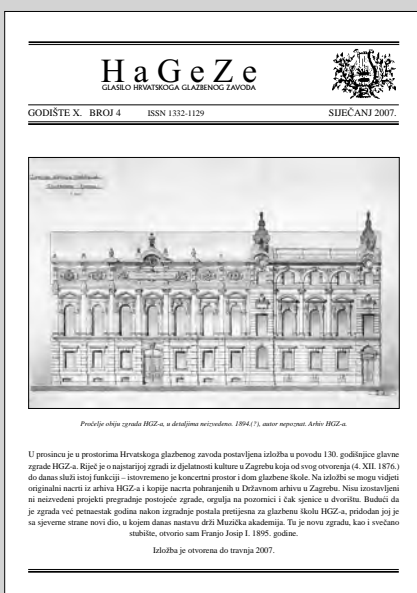 HaGeZe
GLASILO HRVATSKOGA GLAZBENOG ZAVODA
GODIŠTE X. BROJ 4 ISSN 1332-1129 SIJEČANJ 2007.
Pročelje obiju zgrada HGZ-a, u detaljima neizvedeno. 1894.(?), autor nepoznat. Arhiv HGZ-a.
U prosincu je u prostorima Hrvatskoga glazbenog zavoda postavljena izložba u povodu 130. godišnjice glavne
zgrade HGZ-a. Riječ je o najstarijoj zgradi iz djelatnosti kulture u Zagrebu koja od svog otvorenja (4. XII. 1876.)
do danas služi istoj funkciji – istovremeno je koncertni prostor i dom glazbene škole. Na izložbi se mogu vidjeti
originalni nacrti iz arhiva HGZ-a i kopije nacrta pohranjenih u Državnom arhivu u Zagrebu. Nisu izostavljeni
ni neizvedeni projekti pregradnje postojeće zgrade, orgulja na pozornici i čak sjenice u dvorištu. Budući da
je zgrada već petnaestak godina nakon izgradnje postala pretijesna za glazbenu školu HGZ-a, pridodan joj je
sa sjeverne strane novi dio, u kojem danas nastavu drži Muzička akademija. Tu je novu zgradu, kao i svečano
stubište, otvorio sam Franjo Josip I. 1895. godine.
Izložba je otvorena do travnja 2007.